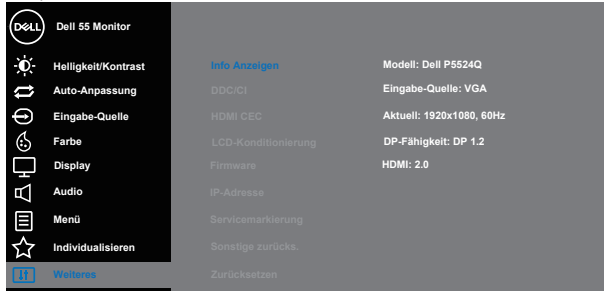 DELL
Dell 55 Monitor
Helligkeit/Kontrast
Auto-Anpassung
Eingabe-Quelle
Farbe
Display
Audio
Menü
Individualisieren
Weiteres
Info Anzeigen
DDC/CI
HDMI CEC
LCD-Konditionierung
Firmware
IP-Adresse
Servicemarkierung
Sonstige zurücks.
Zurücksetzen
Modell: Dell P5524Q
Eingabe-Quelle: VGA
Aktuell: 1920x1080, 60Hz
DP-Fähigkeit: DP 1.2
HDMI: 2.0